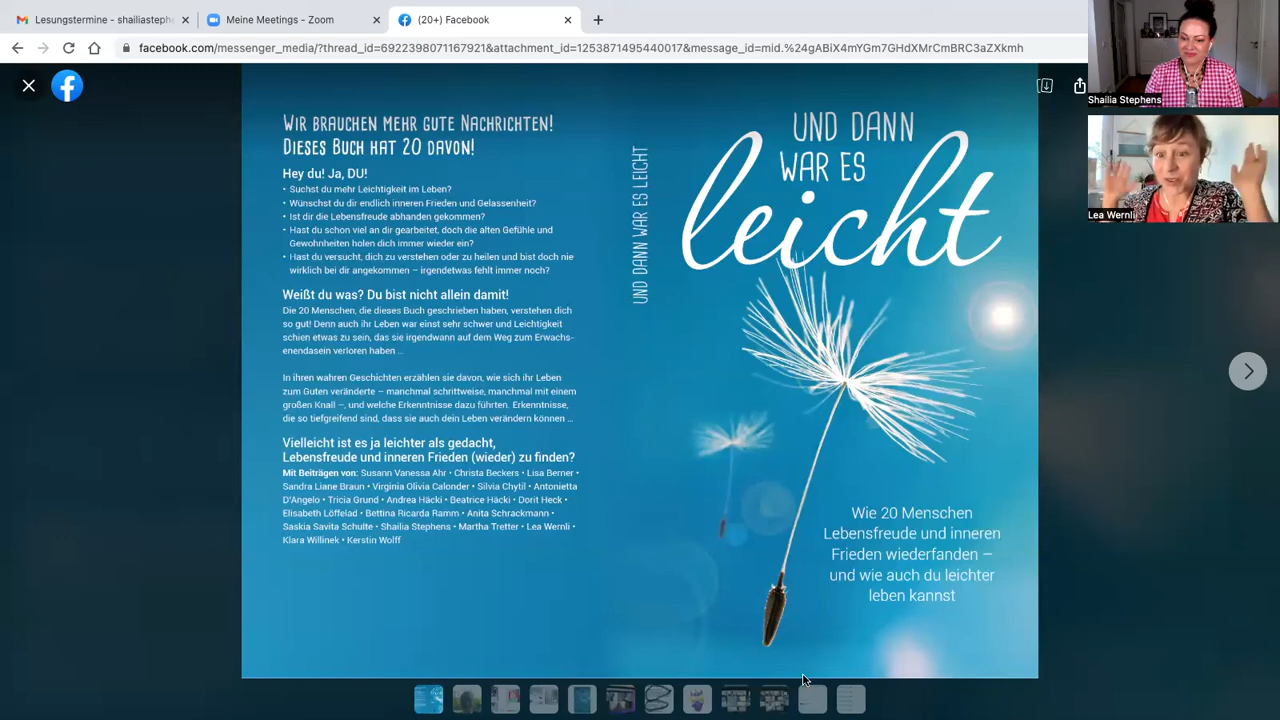 Lesungstermine - shailiasteph
Meine Meetings - Zoom
(20+) Facebook
facebook.com/messenger_media/?thread_id=6922398071167921&attachment_id=1253871495440017&message_id=mid.%24gABiX4mYGm7GHdXMrCmBRC3aZXkmh
Shailia Stephens
Lea Wernli
WIR BRAUCHEN MEHR GUTE NACHRICHTEN!
DIESES BUCH HAT 20 DAVON!
Hey du! Ja, DU!
• Suchst du mehr Leichtigkeit im Leben?
• Wünschst du dir endlich inneren Frieden und Gelassenheit?
• Ist dir die Lebensfreude abhanden gekommen?
• Hast du schon viel an dir gearbeitet, doch die alten Gefühle und
Gewohnheiten holen dich immer wieder ein?
• Hast du versucht, dich zu verstehen oder zu heilen und bist doch nie
wirklich bei dir angekommen – irgendetwas fehlt immer noch?
Weißt du was? Du bist nicht allein damit!
Die 20 Menschen, die dieses Buch geschrieben haben, verstehen dich
so gut! Denn auch ihr Leben war einst sehr schwer und Leichtigkeit
schien etwas zu sein, das sie irgendwann auf dem Weg zum Erwachs-
enendasein verloren haben ...
In ihren wahren Geschichten erzählen sie davon, wie sich ihr Leben
zum Guten veränderte – manchmal schrittweise, manchmal mit einem
großen Knall –, und welche Erkenntnisse dazu führten. Erkenntnisse,
die so tiefgreifend sind, dass sie auch dein Leben verändern können ...
Vielleicht ist es ja leichter als gedacht,
Lebensfreude und inneren Frieden (wieder) zu finden?
Mit Beiträgen von: Susann Vanessa Ahr • Christa Beckers • Lisa Berner •
Sandra Liane Braun • Virginia Olivia Calonder • Silvia Chytil • Antonietta
D'Angelo • Tricia Grund • Andrea Häcki • Beatrice Häcki • Dorit Heck •
Elisabeth Löffelad • Bettina Ricarda Ramm • Anita Schrackmann •
Saskia Savita Schulte • Shailia Stephens • Martha Tretter • Lea Wernli •
Klara Willinek • Kerstin Wolff
UND DANN WAR ES LEICHT
UND DANN
WAR ES
leicht
Wie 20 Menschen
Lebensfreude und inneren
Frieden wiederfanden –
und wie auch du leichter
leben kannst